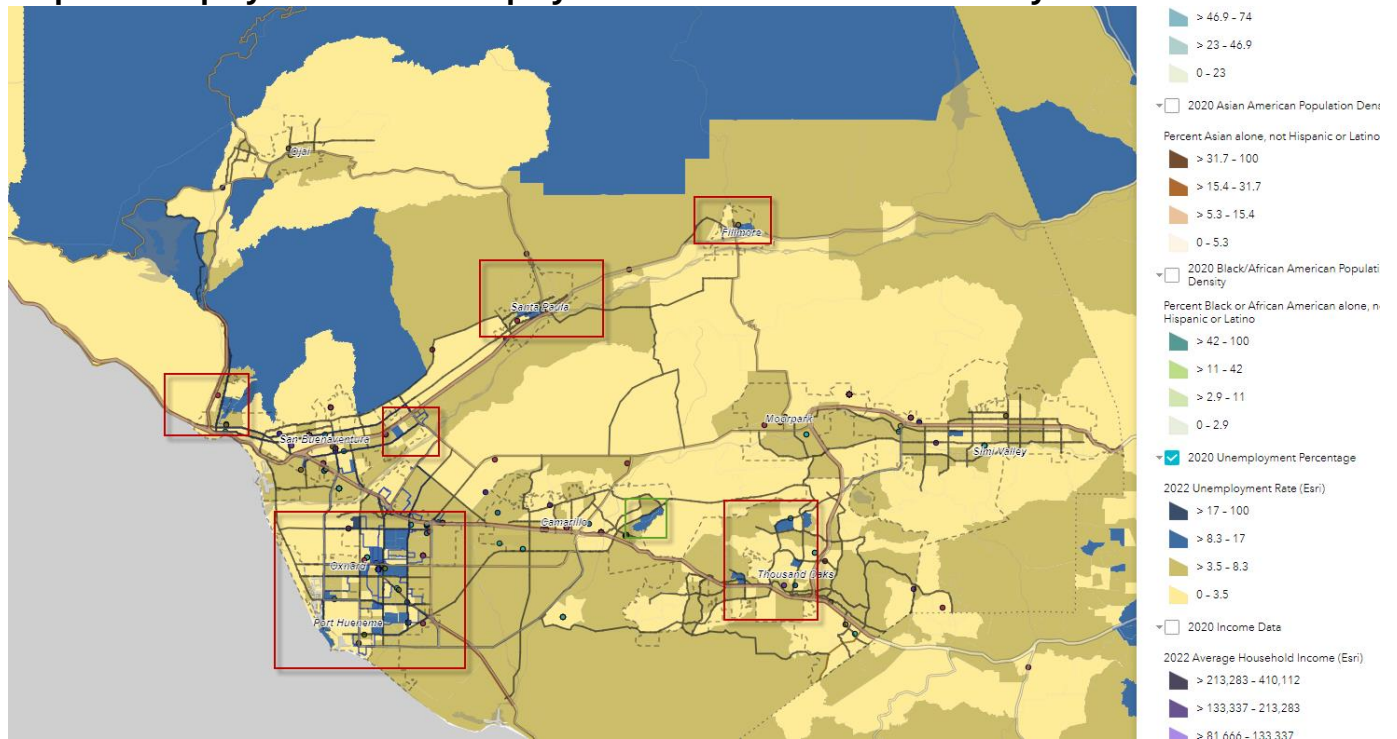 > 46.9 - 74
> 23 - 46.9
0 - 23
2020 Asian American Population Dens
Percent Asian alone, not Hispanic or Latino
> 31.7 - 100
> 15.4 - 31.7
> 5.3 - 15.4
0 - 5.3
2020 Black/African American Populati
Density
Percent Black or African American alone, n
Hispanic or Latino
> 42 - 100
> 11 - 42
> 2.9 - 11
0 - 2.9
2020 Unemployment Percentage
2022 Unemployment Rate (Esri)
> 17 - 100
> 8.3 - 17
> 3.5 - 8.3
0 - 3.5
2020 Income Data
2022 Average Household Income (Esri)
> 213,283 - 410,112
> 133,337 - 213,283
> 81,666 - 133,337
Ojai
Fillmore
Santa Paula
San Buenaventura
Moorpark
Simi Valley
Camarillo
Oxnard
Thousand Oaks
Port Hueneme